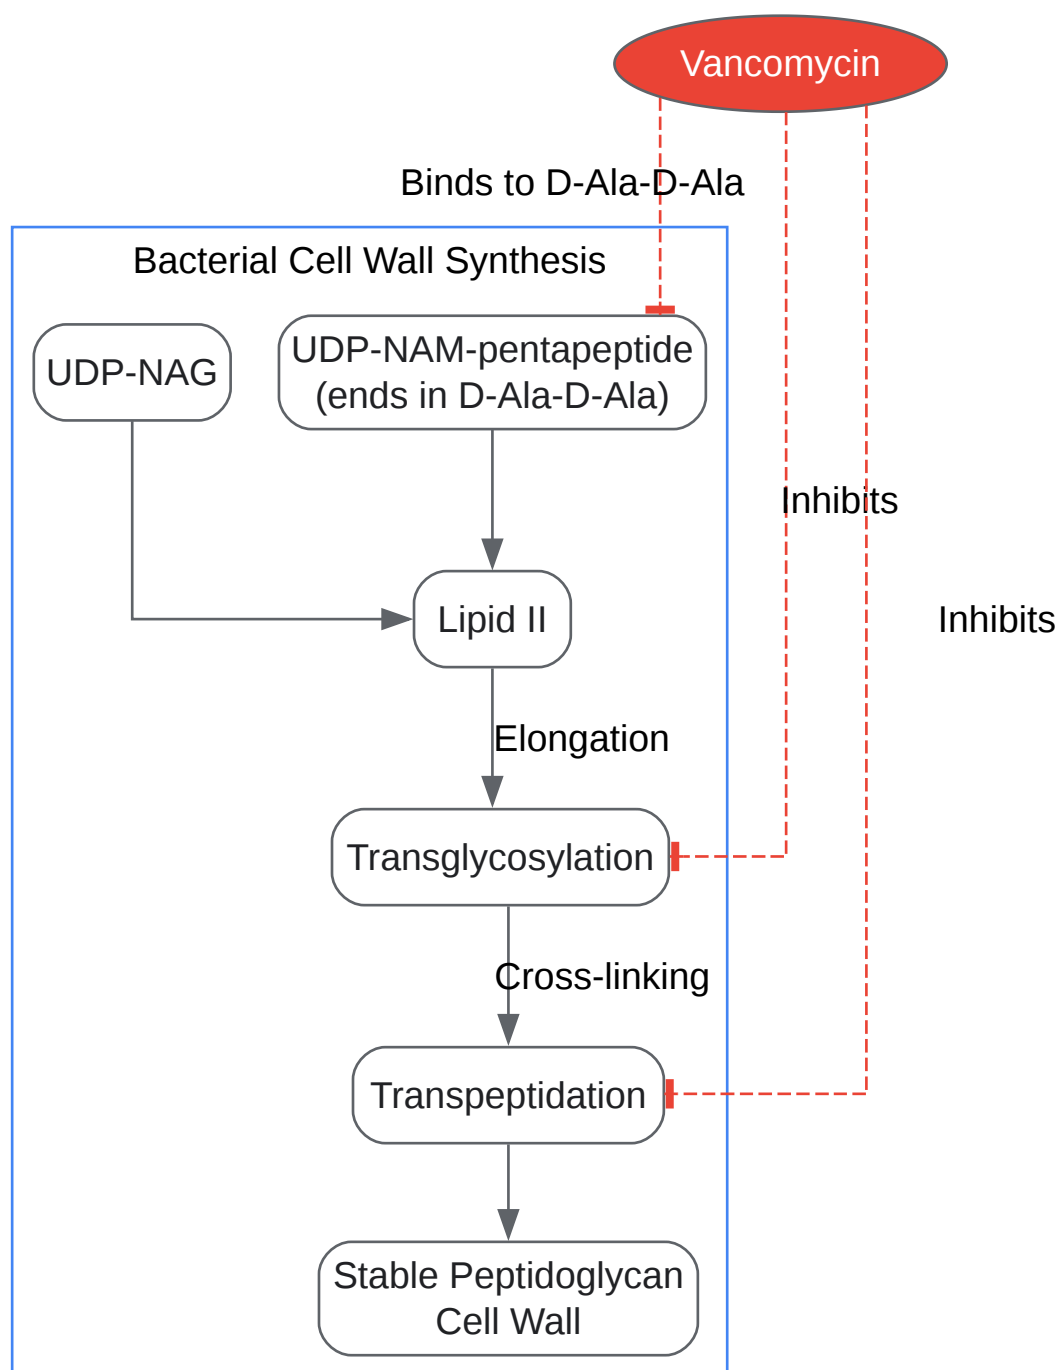 Vancomycin
Binds to D-Ala-D-Ala
Bacterial Cell Wall Synthesis
UDP-NAG
UDP-NAM-pentapeptide
(ends in D-Ala-D-Ala)
Inhibits
Lipid II
Inhibits
Elongation
Transglycosylation
Cross-linking
Transpeptidation
Stable Peptidoglycan
Cell Wall